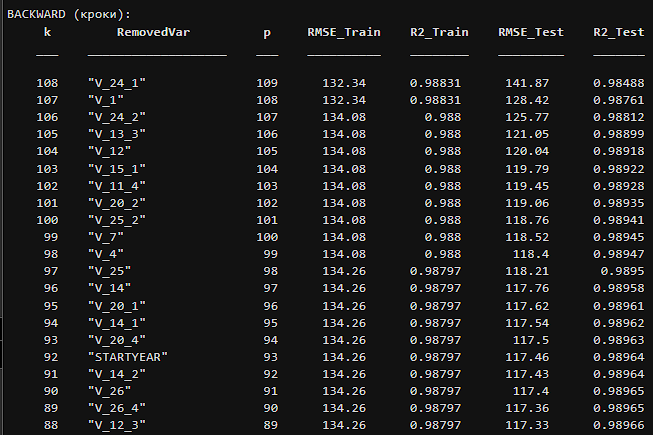 BACKWARD (кроки):
k RemovedVar p RMSE_Train R2_Train RMSE_Test R2_Test
108 "V_24_1" 109 132.34 0.98831 141.87 0.98488
107 "V_1" 108 132.34 0.98831 128.42 0.98761
106 "V_24_2" 107 134.08 0.988 125.77 0.98812
105 "V_13_3" 106 134.08 0.988 121.05 0.98899
104 "V_12" 105 134.08 0.988 120.04 0.98918
103 "V_15_1" 104 134.08 0.988 119.79 0.98922
102 "V_11_4" 103 134.08 0.988 119.45 0.98928
101 "V_20_2" 102 134.08 0.988 119.06 0.98935
100 "V_25_2" 101 134.08 0.988 118.76 0.98941
99 "V_7" 100 134.08 0.988 118.52 0.98945
98 "V_4" 99 134.08 0.988 118.4 0.98947
97 "V_25" 98 134.26 0.98797 118.21 0.9895
96 "V_14" 97 134.26 0.98797 117.76 0.98958
95 "V_20_1" 96 134.26 0.98797 117.62 0.98961
94 "V_14_1" 95 134.26 0.98797 117.54 0.98962
93 "V_20_4" 94 134.26 0.98797 117.5 0.98963
92 "STARTYEAR" 93 134.26 0.98797 117.46 0.98964
91 "V_14_2" 92 134.26 0.98797 117.43 0.98964
90 "V_26" 91 134.26 0.98797 117.4 0.98965
89 "V_26_4" 90 134.26 0.98797 117.36 0.98965
88 "V_12_3" 89 134.26 0.98797 117.33 0.98966